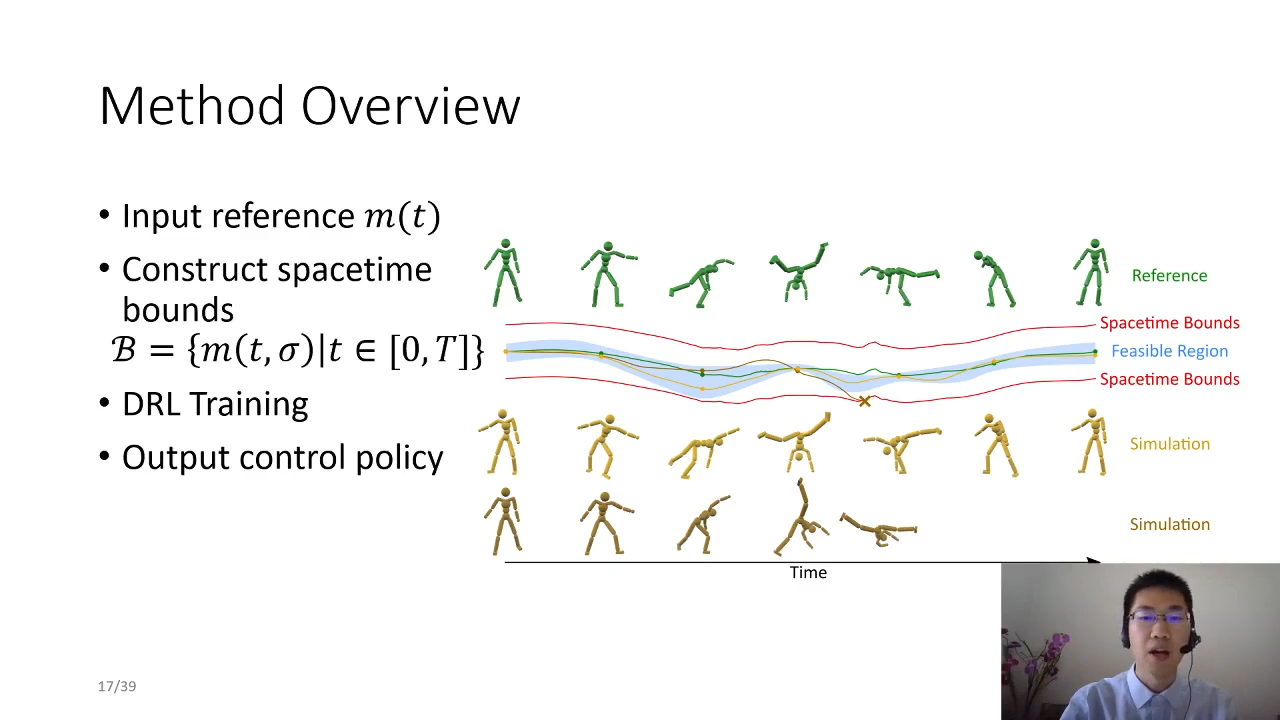 Method Overview
• Input reference 𝑚(𝑡)
• Construct spacetime
bounds
ℬ = {𝑚(𝑡, 𝜎)|𝑡 ∈ [0, 𝑇]}
• DRL Training
• Output control policy
Reference
Spacetime Bounds
Feasible Region
Spacetime Bounds
Simulation
Simulation
Time
17/39